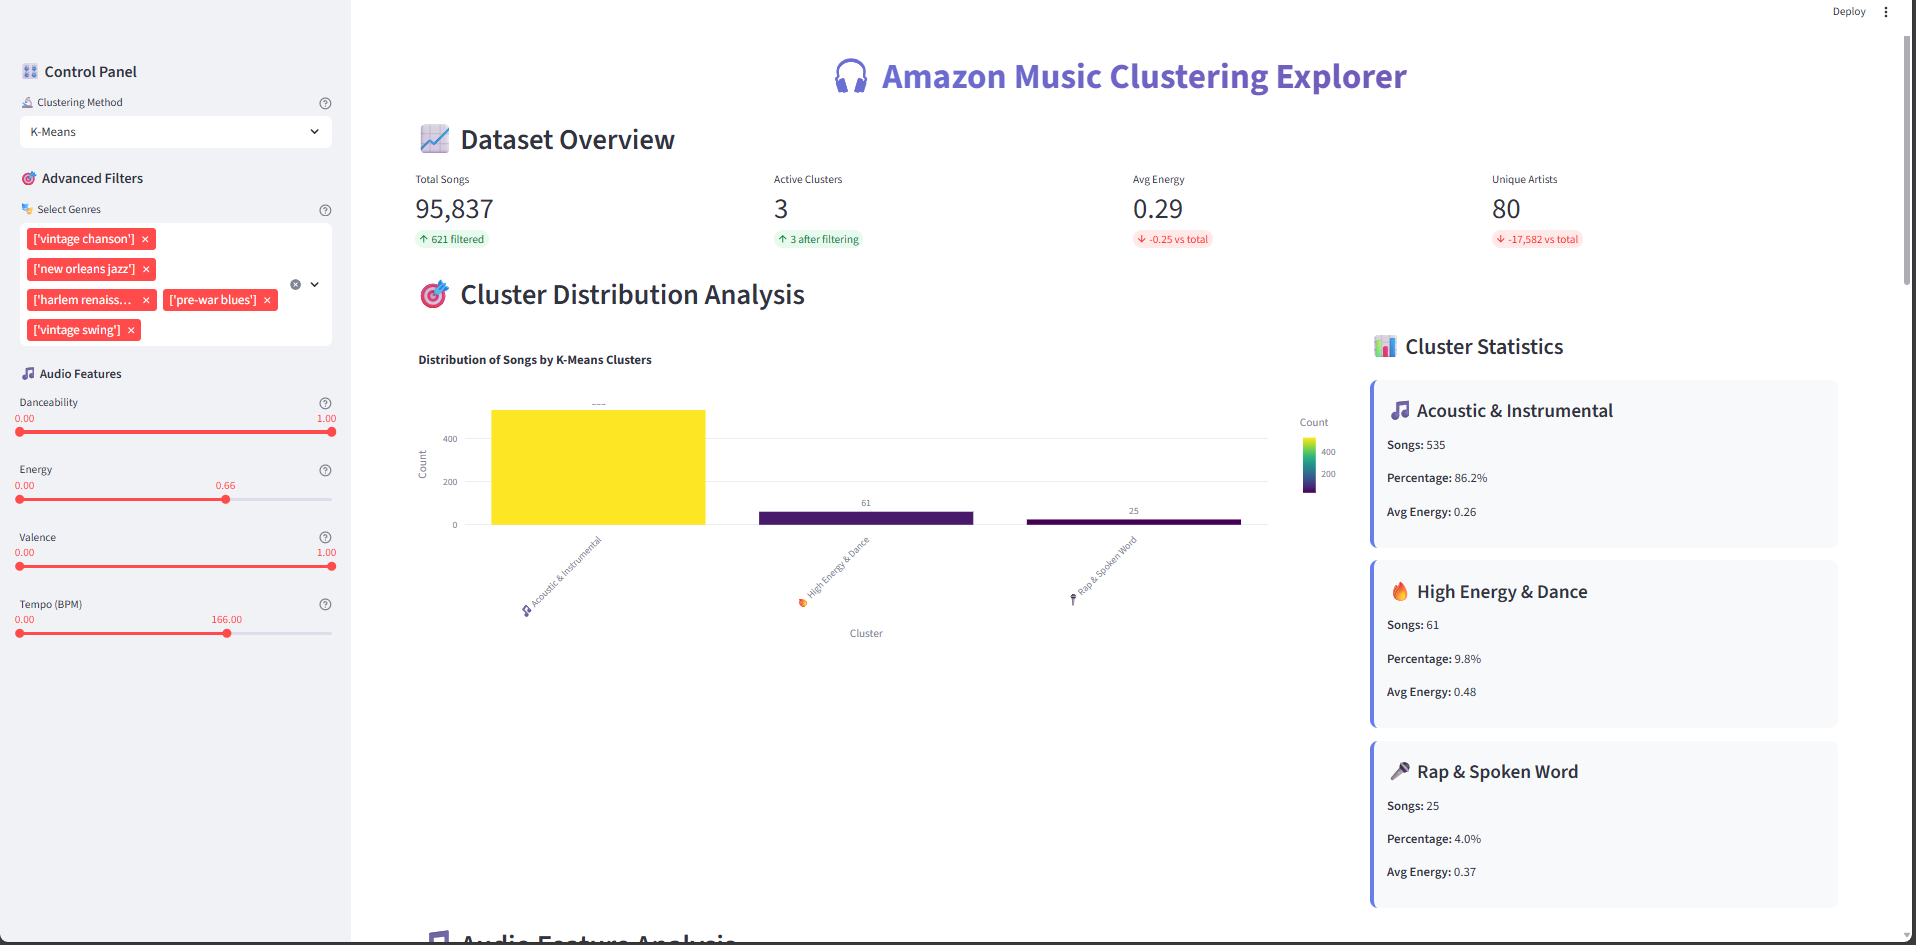 Deploy
Control Panel
Clustering Method
K-Means
Advanced Filters
Select Genres
['vintage chanson'] ×
['new orleans jazz'] ×
['harlem renaiss... × ['pre-war blues'] ×
['vintage swing'] ×
Audio Features
Danceability
0.00 1.00
Energy
0.00 0.66
Valence
0.00 1.00
Tempo (BPM)
0.00 166.00
Amazon Music Clustering Explorer
Dataset Overview
Total Songs
95,837
↑ 621 filtered
Active Clusters
3
↑ 3 after filtering
Avg Energy
0.29
↓ -0.25 vs total
Unique Artists
80
↓ -17,582 vs total
Cluster Distribution Analysis
Distribution of Songs by K-Means Clusters
Count
400
200
0
61
25
Acoustic & Instrumental
High Energy & Dance
Rap & Spoken Word
Cluster
Count
400
200
Cluster Statistics
Acoustic & Instrumental
Songs: 535
Percentage: 86.2%
Avg Energy: 0.26
High Energy & Dance
Songs: 61
Percentage: 9.8%
Avg Energy: 0.48
Rap & Spoken Word
Songs: 25
Percentage: 4.0%
Avg Energy: 0.37
Audio Feature Analysis